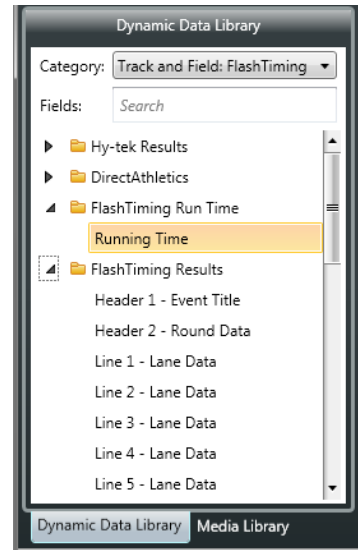 Dynamic Data Library
Category: Track and Field: FlashTiming
Fields: Search
Hy-tek Results
DirectAthletics
FlashTiming Run Time
Running Time
FlashTiming Results
Header 1 - Event Title
Header 2 - Round Data
Line 1 - Lane Data
Line 2 - Lane Data
Line 3 - Lane Data
Line 4 - Lane Data
Line 5 - Lane Data
Dynamic Data Library Media Library